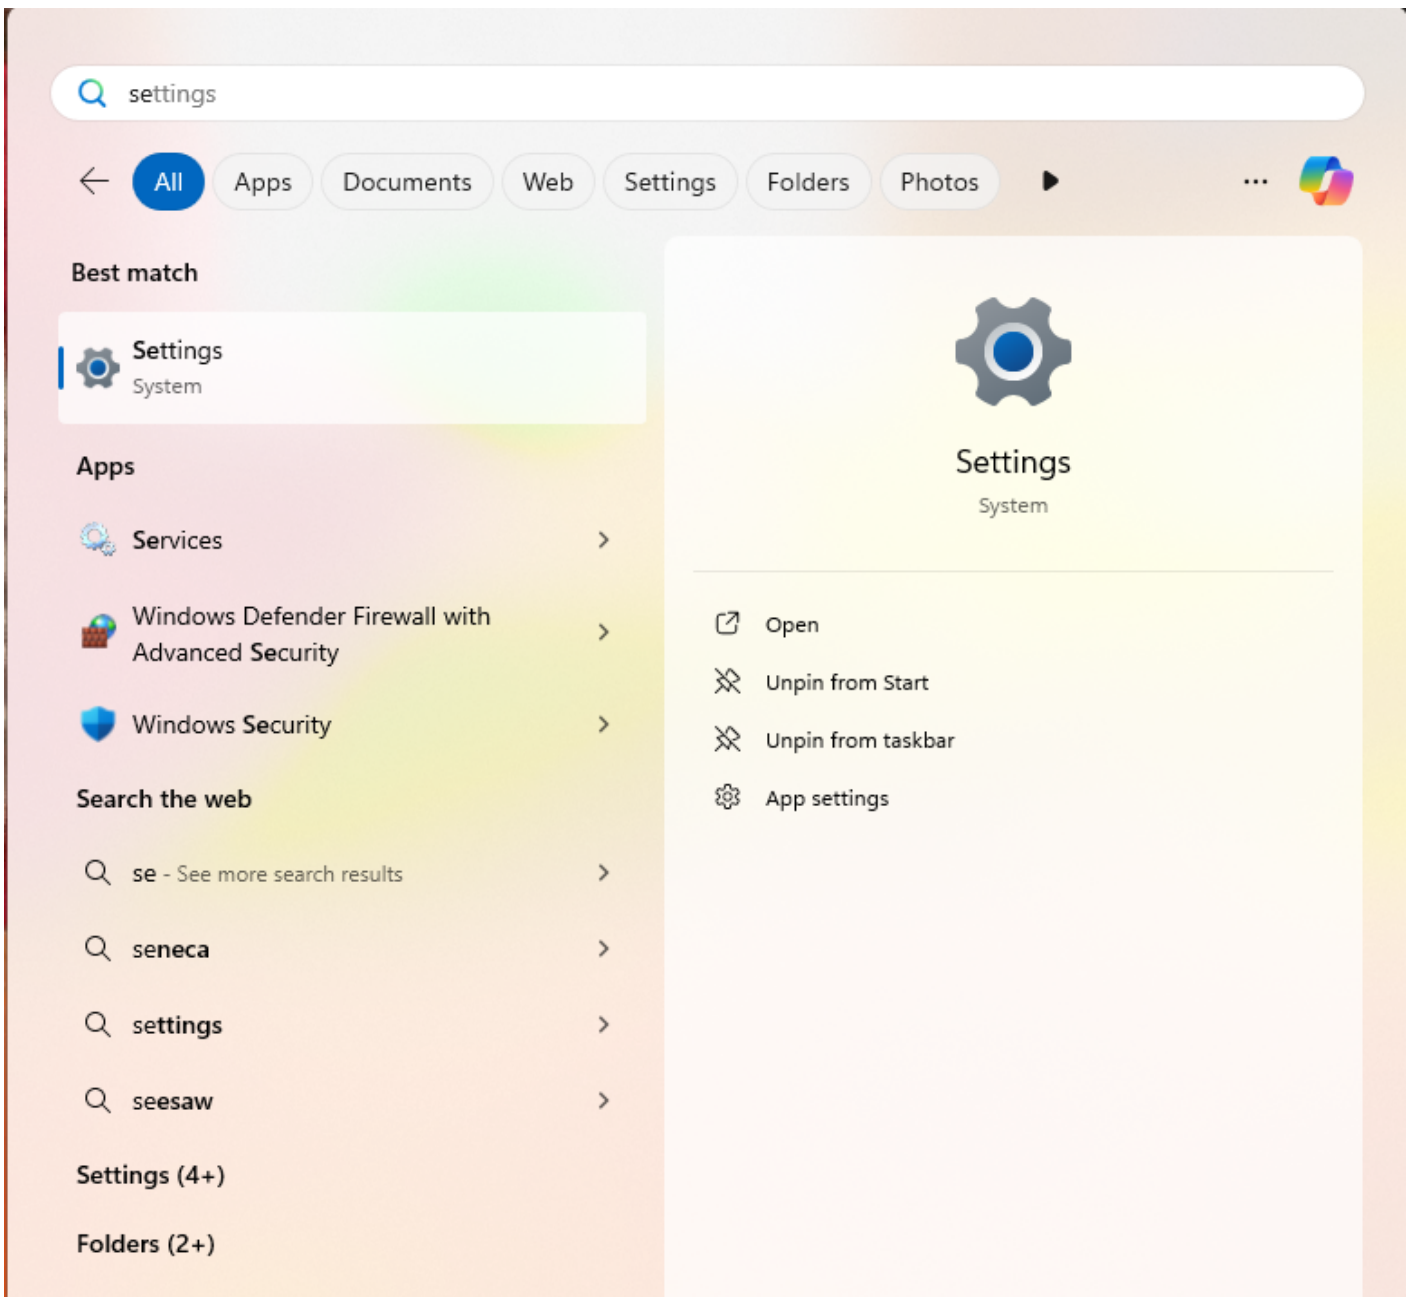 settings
All
Apps
Documents
Web
Settings
Folders
Photos
Best match
Settings
System
Apps
Services
Windows Defender Firewall with
Advanced Security
Windows Security
Search the web
se - See more search results
seneca
settings
seesaw
Settings (4+)
Folders (2+)
Settings
System
Open
Unpin from Start
Unpin from taskbar
App settings